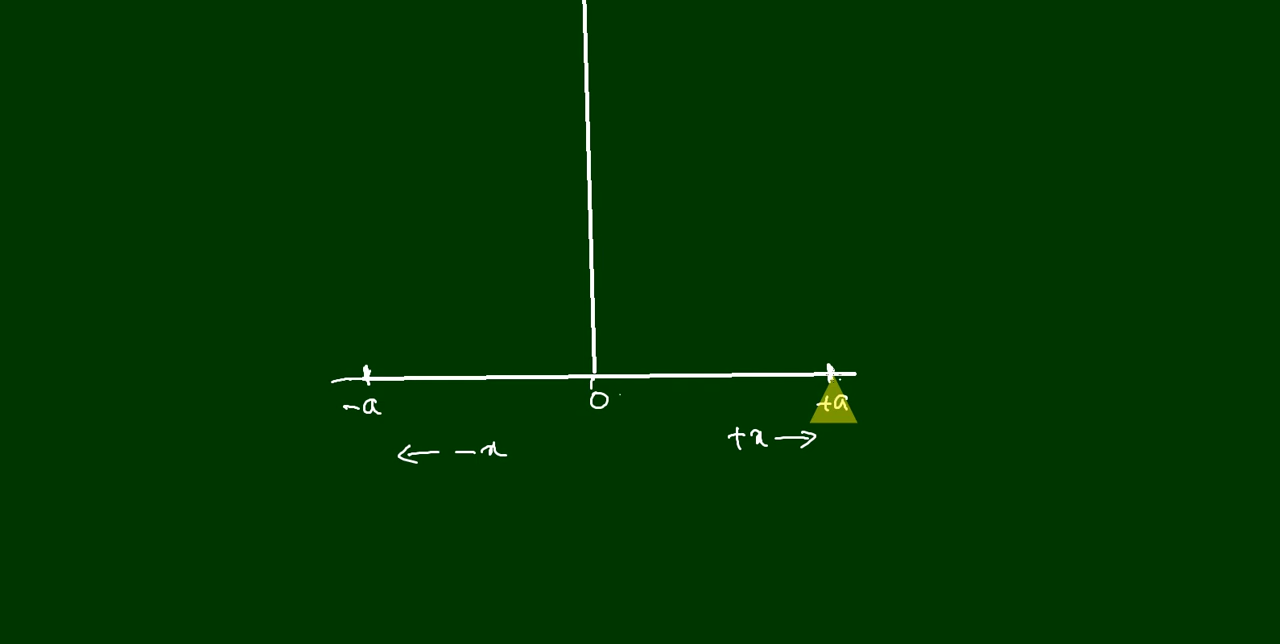 -a 0 +a
← -x +x →